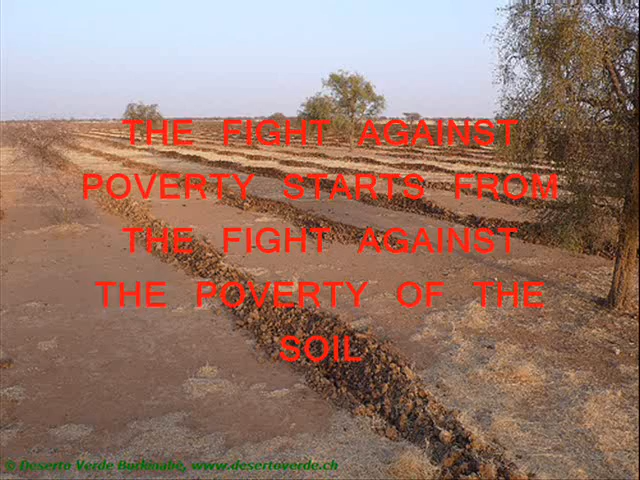 THE FIGHT AGAINST
POVERTY STARTS FROM
THE FIGHT AGAINST
THE POVERTY OF THE
SOIL
© Deserto Verde Burkinabé, www.desertoverde.ch